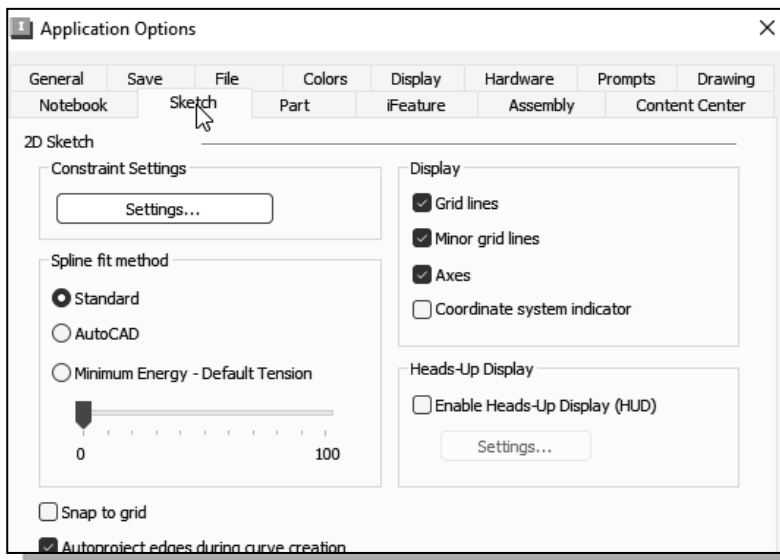 I Application Options
General Save File Colors Display Hardware Prompts Drawing
Notebook Sketch Part iFeature Assembly Content Center
2D Sketch
Constraint Settings
Settings...
Spline fit method
Standard
AutoCAD
Minimum Energy - Default Tension
0 100
Display
Grid lines
Minor grid lines
Axes
Coordinate system indicator
Heads-Up Display
Enable Heads-Up Display (HUD)
Settings...
Snap to grid
Autoproject edges during curve creation